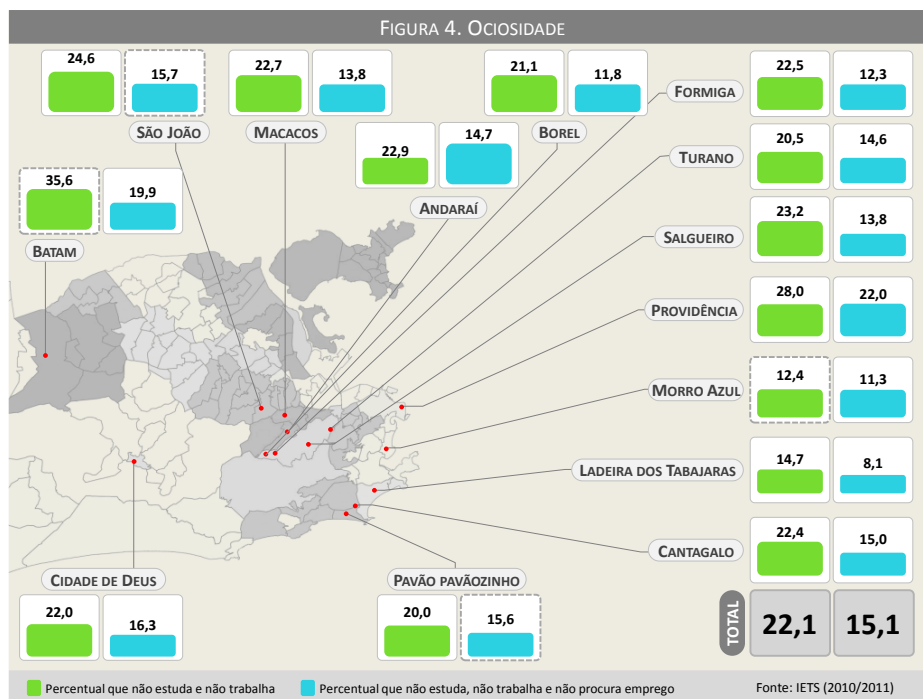 FIGURA 4. OCIOSIDADE
24,6 15,7
SÃO JOÃO
22,7 13,8
MACACOS
21,1 11,8
BOREL
22,5 12,3
FORMIGA
22,9 14,7
ANDARAÍ
20,5 14,6
TURANO
35,6 19,9
BATAM
23,2 13,8
SALGUEIRO
28,0 22,0
PROVIDÊNCIA
12,4 11,3
MORRO AZUL
14,7 8,1
LADEIRA DOS TABAJARAS
22,4 15,0
CANTAGALO
CIDADE DE DEUS
22,0 16,3
PAVÃO PAVÃOZINHO
20,0 15,6
TOTAL
22,1 15,1
Percentual que não estuda e não trabalha
Percentual que não estuda, não trabalha e não procura emprego
Fonte: IETS (2010/2011)